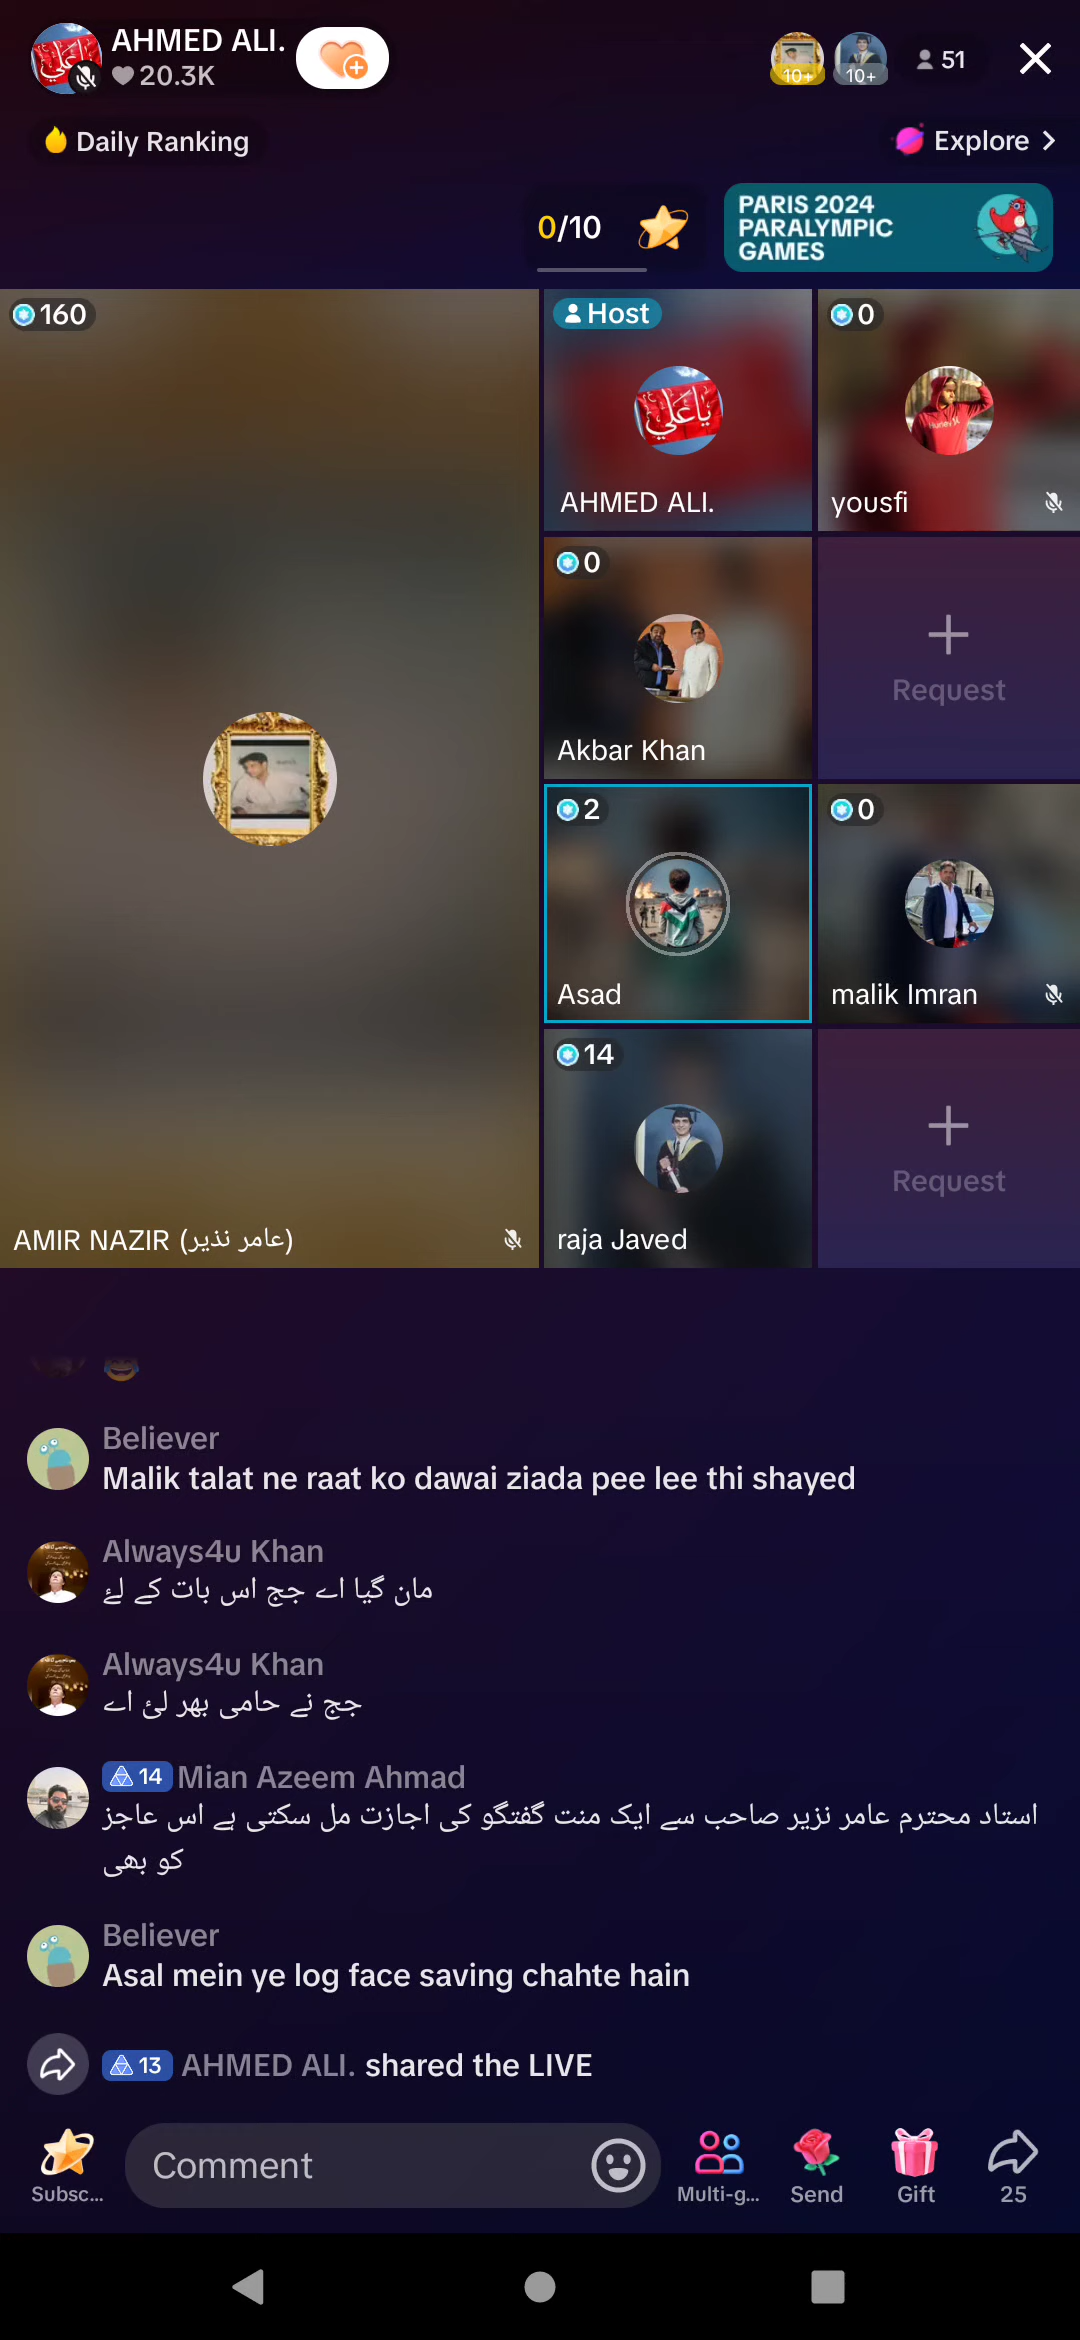 AHMED ALI.
20.3K
10+
10+
51
Daily Ranking
Explore
0/10
PARIS 2024
PARALYMPIC
GAMES
160
Host
0
یاعلي
Hurley
AHMED ALI.
yousfi
0
Akbar Khan
Request
2
0
Asad
malik Imran
14
raja Javed
Request
AMIR NAZIR (عامر نذیر)
Believer
Malik talat ne raat ko dawai ziada pee lee thi shayed
Always4u Khan
مان گیا اے جج اس بات کے لۓ
Always4u Khan
جج نے حامی بھر لئ اے
14 Mian Azeem Ahmad
استاد محترم عامر نزیر صاحب سے ایک منت گفتگو کی اجازت مل سکتی ہے اس عاجز
کو بھی
Believer
Asal mein ye log face saving chahte hain
13 AHMED ALI. shared the LIVE
Comment
Subsc...
Multi-g...
Send
Gift
25